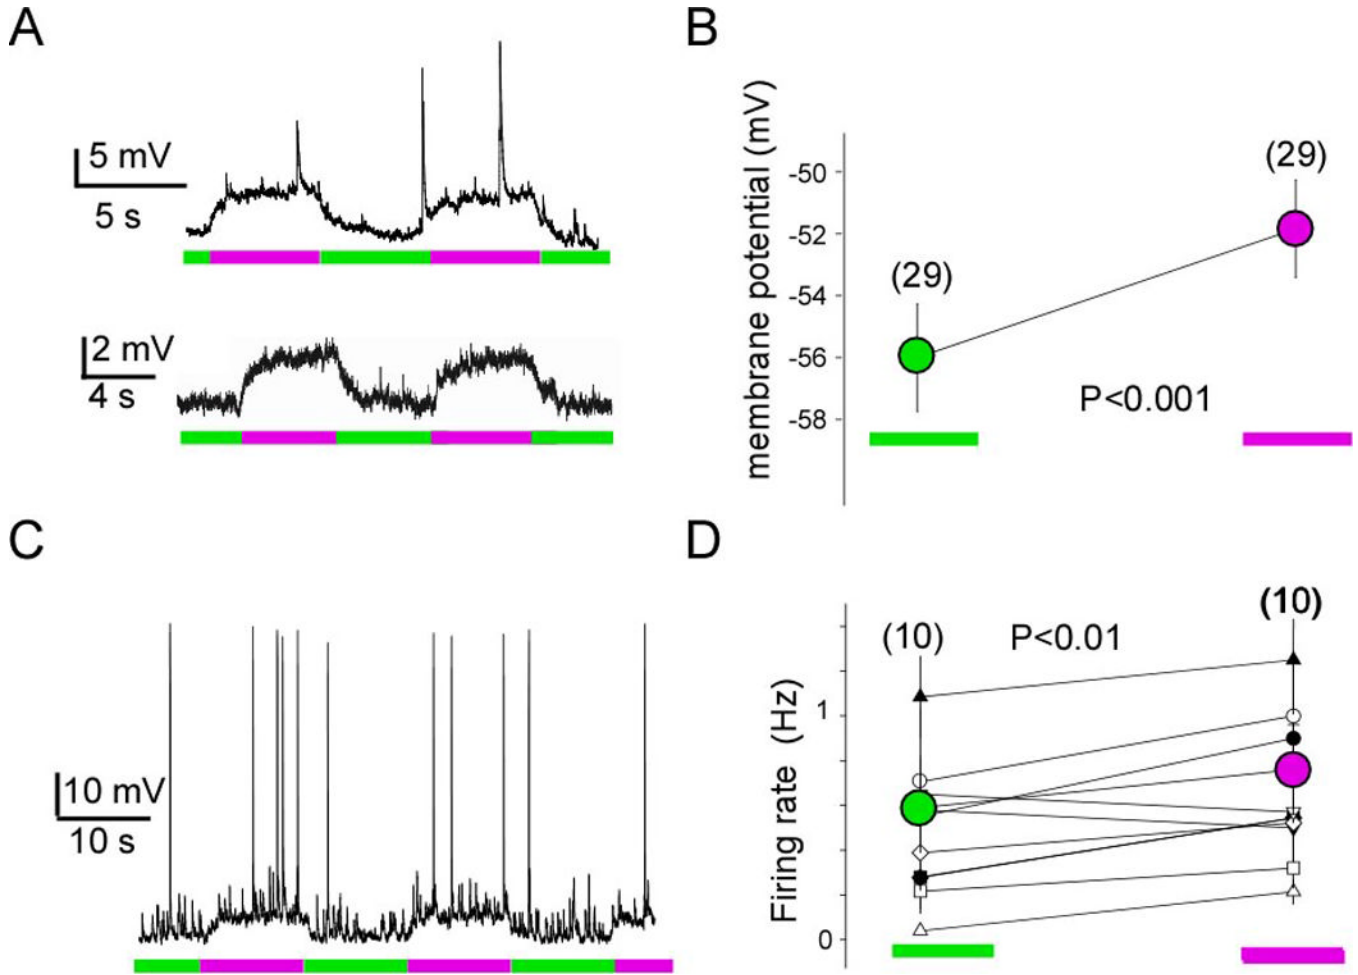 A
5 mV
5 s
2 mV
4 s
B
membrane potential (mV)
-50
-52
-54
-56
-58
(29)
(29)
P<0.001
C
10 mV
10 s
D
Firing rate (Hz)
1
0
(10)
P<0.01
(10)